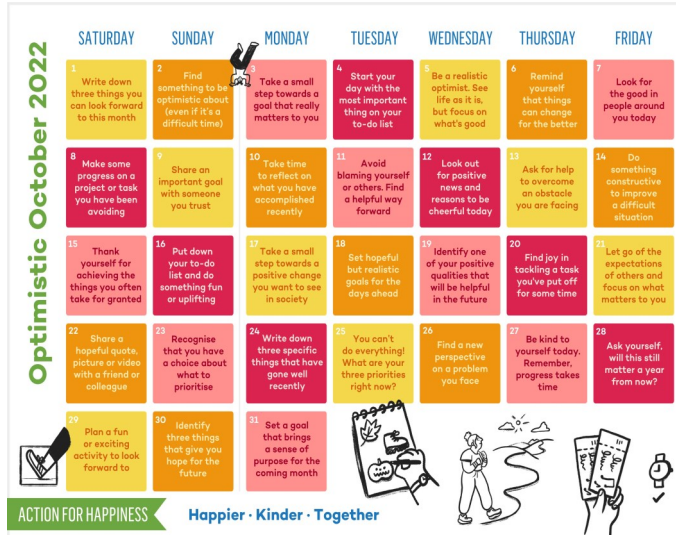 Optimistic October 2022
SATURDAY SUNDAY MONDAY TUESDAY WEDNESDAY THURSDAY FRIDAY
1
Write down
three things you
can look forward
to this month
2
Find
something to be
optimistic about
(even if it's a
difficult time)
3
Take a small
step towards a
goal that really
matters to you
4
Start your
day with the
most important
thing on your
to-do list
5
Be a realistic
optimist. See
life as it is,
but focus on
what's good
6
Remind
yourself
that things
can change
for the better
7
Look for
the good in
people around
you today
8
Make some
progress on a
project or task
you have been
avoiding
9
Share an
important goal
with someone
you trust
10
Take time
to reflect on
what you have
accomplished
recently
11
Avoid
blaming yourself
or others. Find
a helpful way
forward
12
Look out
for positive
news and
reasons to be
cheerful today
13
Ask for help
to overcome
an obstacle
you are facing
14
Do
something
constructive
to improve
a difficult
situation
15
Thank
yourself for
achieving the
things you often
take for granted
16
Put down
your to-do
list and do
something fun
or uplifting
17
Take a small
step towards a
positive change
you want to see
in society
18
Set hopeful
but realistic
goals for the
days ahead
19
Identify one
of your positive
qualities that
will be helpful
in the future
20
Find joy in
tackling a task
you've put off
for some time
21
Let go of the
expectations
of others and
focus on what
matters to you
22
Share a
hopeful quote,
picture or video
with a friend or
colleague
23
Recognise
that you have
a choice about
what to
prioritise
24
Write down
three specific
things that have
gone well
recently
25
You can't
do everything!
What are your
three priorities
right now?
26
Find a new
perspective
on a problem
you face
27
Be kind to
yourself today.
Remember,
progress takes
time
28
Ask yourself,
will this still
matter a year
from now?
29
Plan a fun
or exciting
activity to look
forward to
30
Identify
three things
that give you
hope for the
future
31
Set a goal
that brings
a sense of
purpose for the
coming month
ACTION FOR HAPPINESS
Happier · Kinder · Together